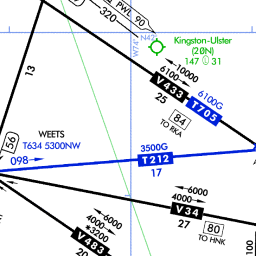 PWL 90
320
N42
W74
Kingston-Ulster
(20N)
147 31
13
←10000
6100→
V433
25
6100G
T705
84
TO RKA
56
WEETS
T634 5300NW
098→
3500G
T212
17
←6000
4000→
V34
27
80
TO HNK
←6000
4000
*3200
V483
20